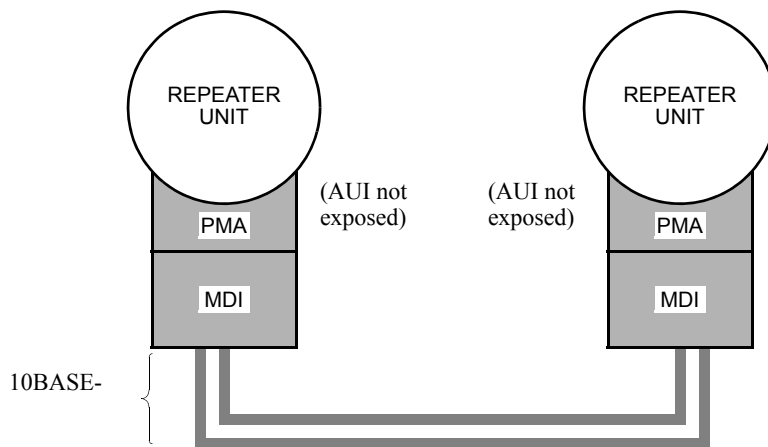 REPEATER
UNIT
REPEATER
UNIT
(AUI not
exposed)
(AUI not
exposed)
PMA
PMA
MDI
MDI
10BASE-